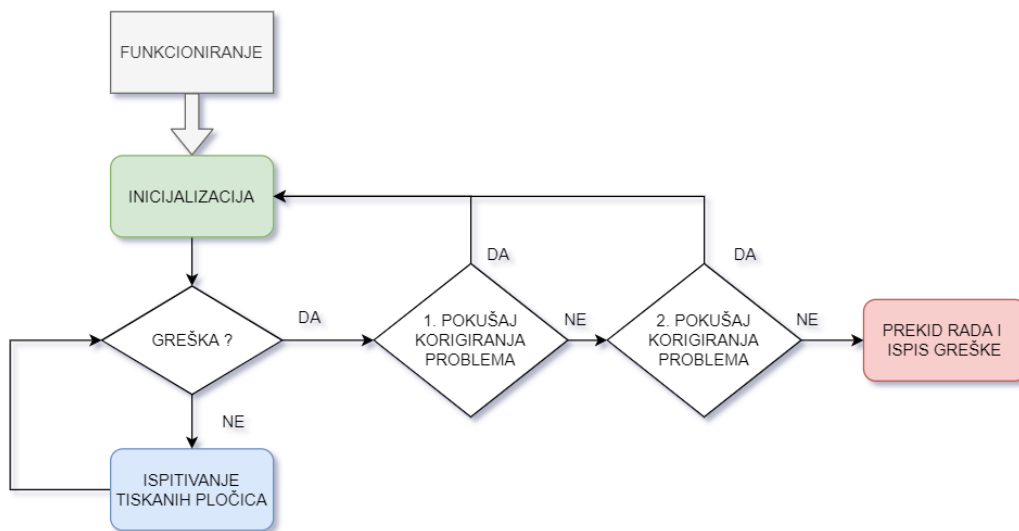 FUNKCIONIRANJE
INICIJALIZACIJA
DA
DA
GREŠKA ?
DA
1. POKUŠAJ
KORIGIRANJA
PROBLEMA
NE
2. POKUŠAJ
KORIGIRANJA
PROBLEMA
NE
PREKID RADA I
ISPIS GREŠKE
NE
ISPITIVANJE
TISKANIH PLOČICA